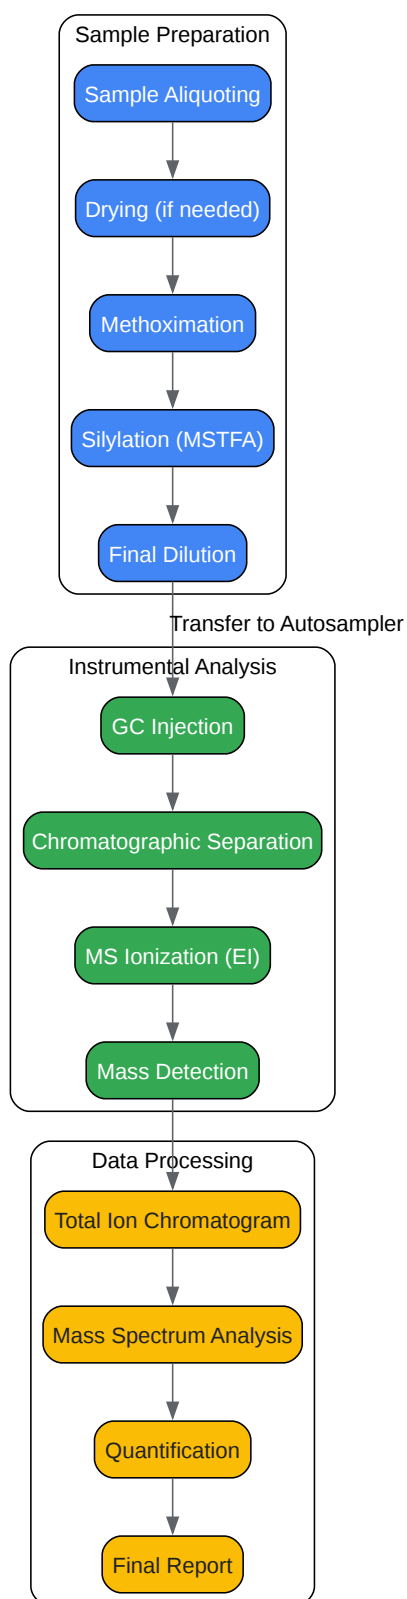 Sample Preparation
Sample Aliquoting
Drying (if needed)
Methoximation
Silylation (MSTFA)
Final Dilution
Transfer to Autosampler
Instrumental Analysis
GC Injection
Chromatographic Separation
MS Ionization (EI)
Mass Detection
Data Processing
Total Ion Chromatogram
Mass Spectrum Analysis
Quantification
Final Report